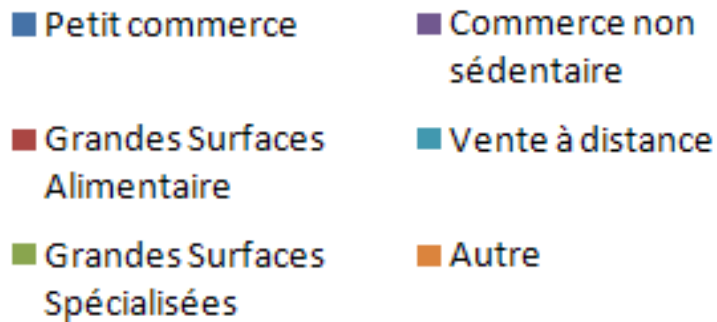 Petit commerce
Grandes Surfaces
Alimentaire
Grandes Surfaces
Spécialisées
Commerce non
sédentaire
Vente à distance
Autre